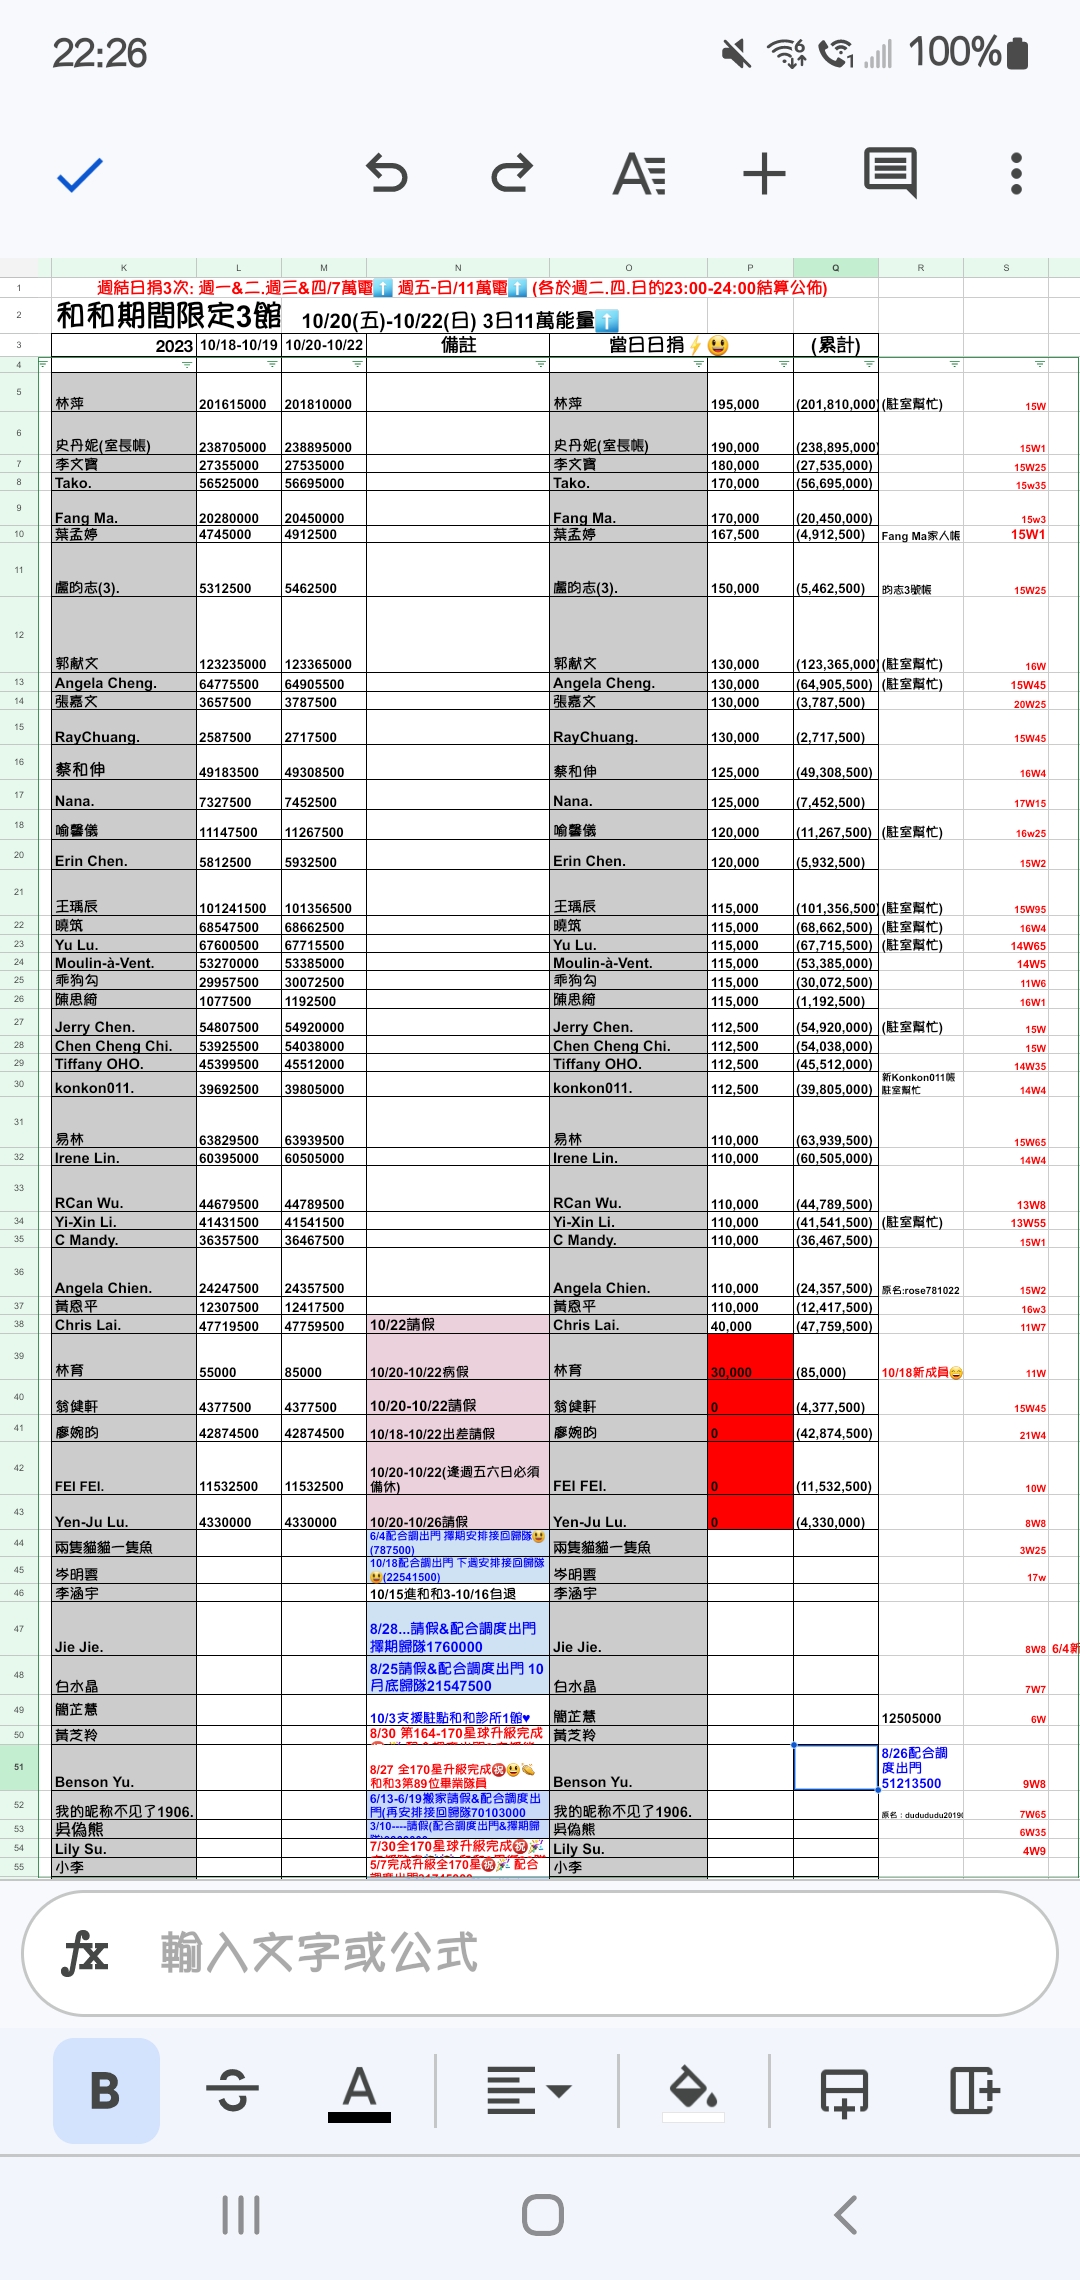 22:26
100%
K L M N O P Q R S
1 週結日捐3次: 週一&二.週三&四/7萬電⬆️ 週五-日/11萬電⬆️ (各於週二.四.日的23:00-24:00結算公佈)
2 和和期間限定3館 10/20(五)-10/22(日) 3日11萬能量⬆️
3 2023 10/18-10/19 10/20-10/22 備註 當日日捐⚡😃 (累計)
4
5 林萍 201615000 201810000 林萍 195,000 (201,810,000) (駐室幫忙) 15W
6 史丹妮(室長帳) 238705000 238895000 史丹妮(室長帳) 190,000 (238,895,000) 15W1
7 李文寶 27355000 27535000 李文寶 180,000 (27,535,000) 15W25
8 Tako. 56525000 56695000 Tako. 170,000 (56,695,000) 15w35
9 Fang Ma. 20280000 20450000 Fang Ma. 170,000 (20,450,000) 15w3
10 葉孟婷 4745000 4912500 葉孟婷 167,500 (4,912,500) Fang Ma家人帳 15W1
11 盧昀志(3). 5312500 5462500 盧昀志(3). 150,000 (5,462,500) 昀志3號帳 15W25
12 郭献文 123235000 123365000 郭献文 130,000 (123,365,000) (駐室幫忙) 16W
13 Angela Cheng. 64775500 64905500 Angela Cheng. 130,000 (64,905,500) (駐室幫忙) 15W45
14 張嘉文 3657500 3787500 張嘉文 130,000 (3,787,500) 20W25
15 RayChuang. 2587500 2717500 RayChuang. 130,000 (2,717,500) 15W45
16 蔡和伸 49183500 49308500 蔡和伸 125,000 (49,308,500) 16W4
17 Nana. 7327500 7452500 Nana. 125,000 (7,452,500) 17W15
18 喻馨儀 11147500 11267500 喻馨儀 120,000 (11,267,500) (駐室幫忙) 16w25
20 Erin Chen. 5812500 5932500 Erin Chen. 120,000 (5,932,500) 15W2
21 王瑀辰 101241500 101356500 王瑀辰 115,000 (101,356,500) (駐室幫忙) 15W95
22 曉筑 68547500 68662500 曉筑 115,000 (68,662,500) (駐室幫忙) 16W4
23 Yu Lu. 67600500 67715500 Yu Lu. 115,000 (67,715,500) (駐室幫忙) 14W65
24 Moulin-à-Vent. 53270000 53385000 Moulin-à-Vent. 115,000 (53,385,000) 14W5
25 乖狗勾 29957500 30072500 乖狗勾 115,000 (30,072,500) 11W6
26 陳思綺 1077500 1192500 陳思綺 115,000 (1,192,500) 16W1
27 Jerry Chen. 54807500 54920000 Jerry Chen. 112,500 (54,920,000) (駐室幫忙) 15W
28 Chen Cheng Chi. 53925500 54038000 Chen Cheng Chi. 112,500 (54,038,000) 15W
29 Tiffany OHO. 45399500 45512000 Tiffany OHO. 112,500 (45,512,000) 14W35
30 konkon011. 39692500 39805000 konkon011. 112,500 (39,805,000) 新Konkon011帳 14W4
駐室幫忙
31 易林 63829500 63939500 易林 110,000 (63,939,500) 15W65
32 Irene Lin. 60395000 60505000 Irene Lin. 110,000 (60,505,000) 14W4
33 RCan Wu. 44679500 44789500 RCan Wu. 110,000 (44,789,500) 13W8
34 Yi-Xin Li. 41431500 41541500 Yi-Xin Li. 110,000 (41,541,500) (駐室幫忙) 13W55
35 C Mandy. 36357500 36467500 C Mandy. 110,000 (36,467,500) 15W1
36 Angela Chien. 24247500 24357500 Angela Chien. 110,000 (24,357,500) 原名:rose781022 15W2
37 黃恩平 12307500 12417500 黃恩平 110,000 (12,417,500) 16w3
38 Chris Lai. 47719500 47759500 10/22請假 Chris Lai. 40,000 (47,759,500) 11W7
39 林育 55000 85000 10/20-10/22病假 林育 30,000 (85,000) 10/18新成員😄 11W
40 翁健軒 4377500 4377500 10/20-10/22請假 翁健軒 0 (4,377,500) 15W45
41 廖婉昀 42874500 42874500 10/18-10/22出差請假 廖婉昀 0 (42,874,500) 21W4
42 FEI FEI. 11532500 11532500 10/20-10/22(逢週五六日必須 FEI FEI. 0 (11,532,500) 10W
備休)
43 Yen-Ju Lu. 4330000 4330000 10/20-10/26請假 Yen-Ju Lu. 0 (4,330,000) 8W8
44 兩隻貓貓一隻魚 6/4配合調出門 擇期安排接回歸隊😃 兩隻貓貓一隻魚 3W25
(787500)
45 岑明雲 10/18配合調出門 下週安排接回歸隊 岑明雲 17w
😃(22541500)
46 李涵宇 10/15進和和3-10/16自退 李涵宇
47 Jie Jie. 8/28...請假&配合調度出門 Jie Jie. 8W8 6/4新
擇期歸隊1760000
48 白水晶 8/25請假&配合調度出門 10 白水晶 7W7
月底歸隊21547500
49 簡芷慧 10/3支援駐點和和診所1館♥ 簡芷慧 12505000 6W
50 黃芝羚 8/30 第164-170星球升級完成 黃芝羚
51 Benson Yu. 8/27 全170星升級完成㊗️😃👏 Benson Yu. 8/26配合調 9W8
和和3第89位畢業隊員 度出門
51213500
52 我的昵称不见了1906. 6/13-6/19搬家請假&配合調度出 我的昵称不见了1906. 原名：dudududu2019 7W65
門(再安排接回歸隊70103000
53 吳偽熊 3/10----請假(配合調度出門&擇期歸 吳偽熊 6W35
54 Lily Su. 7/30全170星球升級完成㊗️🎉 Lily Su. 4W9
55 小李 5/7完成升級全170星㊗️🎉 配合 小李
調度出門21745000
fx 輸入文字或公式
B S A